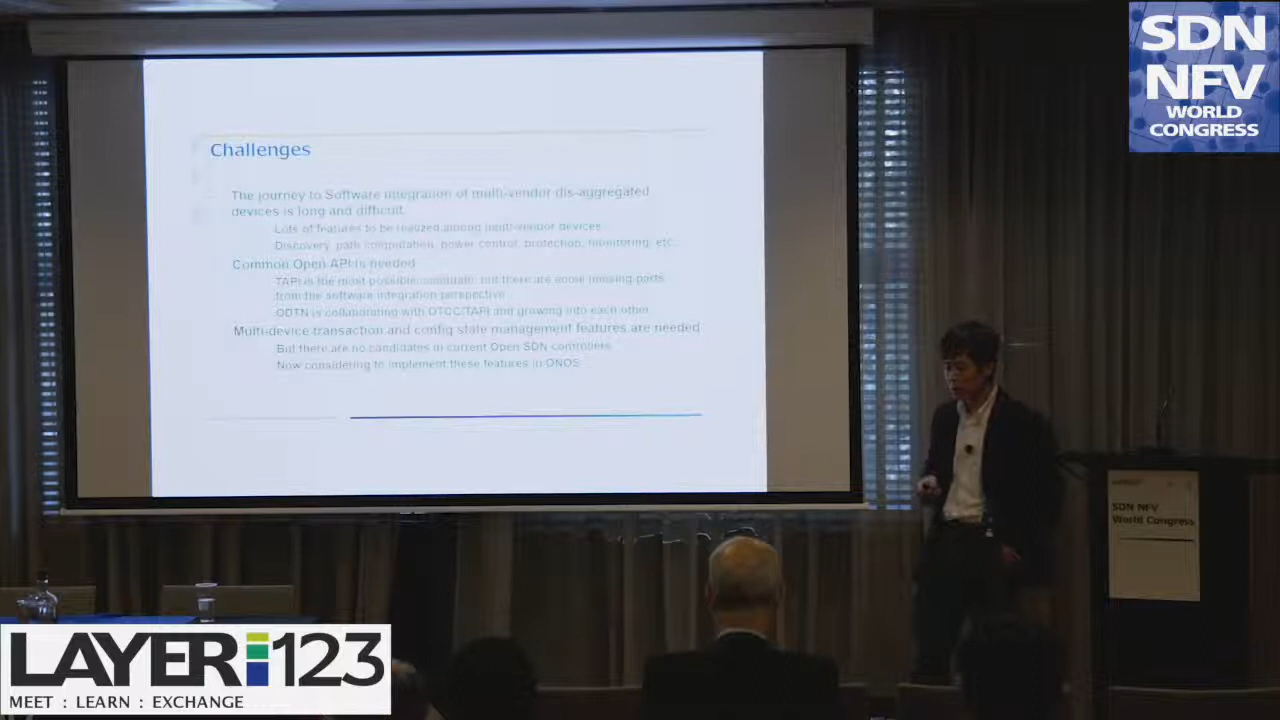 SDN
NFV
WORLD
CONGRESS
Challenges
The journey to Software integration of multi-vendor dis-aggregated
devices is long and difficult
Lots of features to be realized among multi-vendor devices
Discovery, path computation, power control, protection, monitoring, etc.
Common Open API is needed
TAPI is the most possible candidate, but there are some missing parts
from the software integration perspective
ODTN is collaborating with OTCC/TAPI and growing into each other
Multi-device transaction and config state management features are needed
But there are no candidates in current Open SDN controllers
Now considering to implement these features in ONOS
SDN NFV
World Congress
LAYER123
MEET : LEARN : EXCHANGE